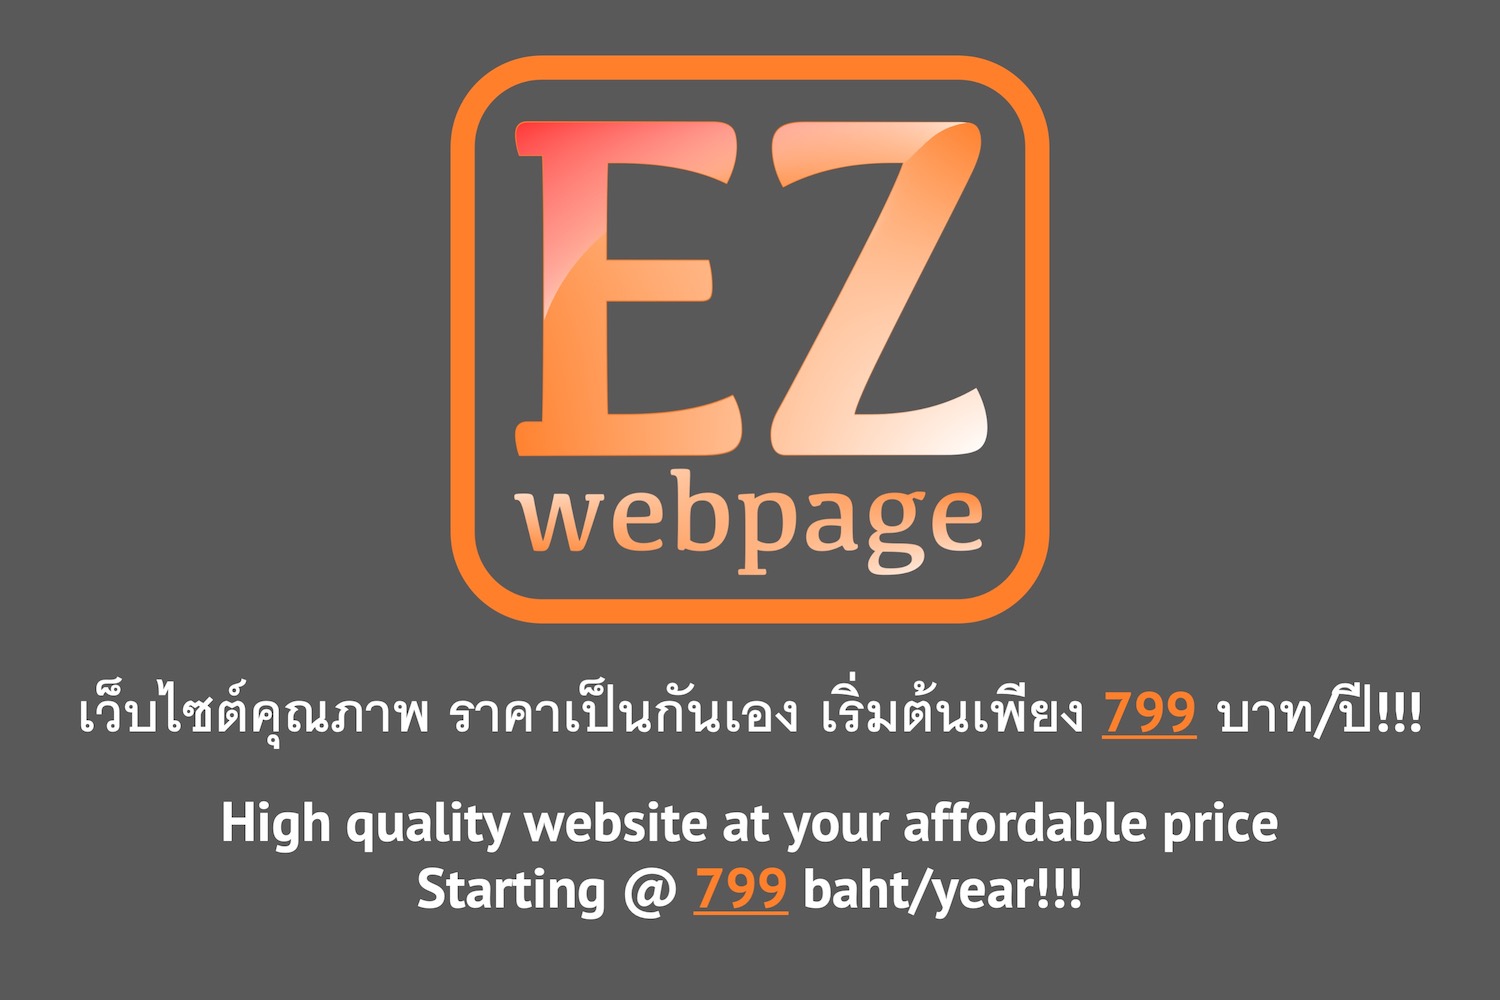 EZ
webpage
เว็บไซต์คุณภาพ ราคาเป็นกันเอง เริ่มต้นเพียง 799 บาท/ปี!!!
High quality website at your affordable price
Starting @ 799 baht/year!!!